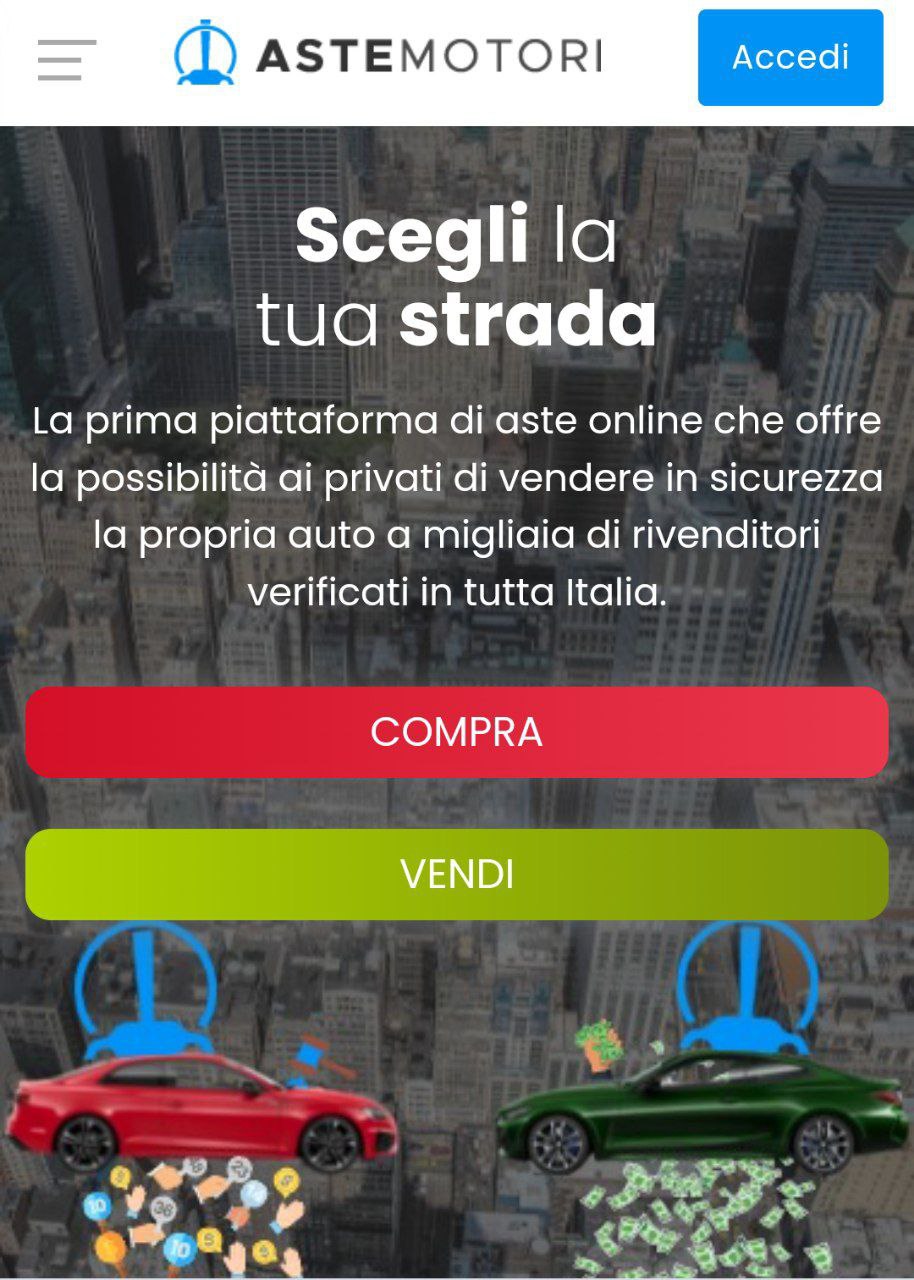 ASTEMOTORI
Accedi
Scegli la
tua strada
La prima piattaforma di aste online che offre
la possibilità ai privati di vendere in sicurezza
la propria auto a migliaia di rivenditori
verificati in tutta Italia.
COMPRA
VENDI